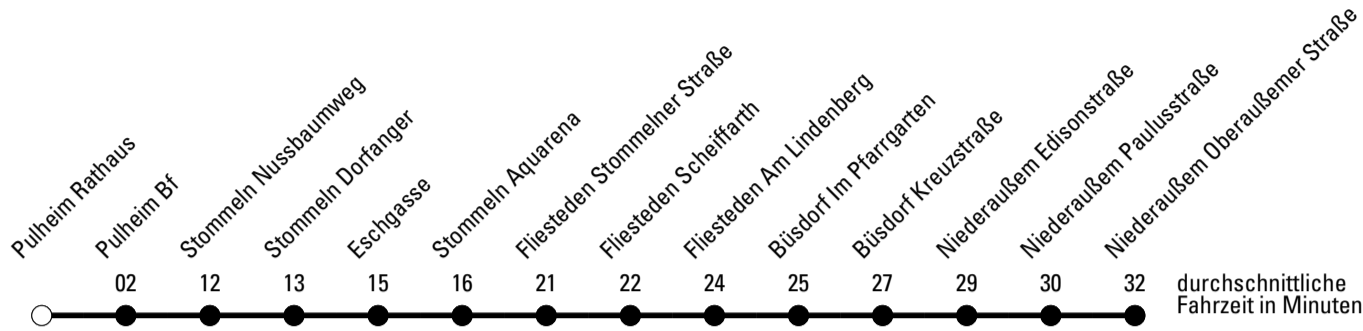 Pulheim Rathaus
Pulheim Bf
Stommeln Nussbaumweg
Stommeln Dorfanger
Eschgasse
Stommeln Aquarena
Fliesteden Stommelner Straße
Fliesteden Scheiffarth
Fliesteden Am Lindenberg
Büsdorf Im Pfarrgarten
Büsdorf Kreuzstraße
Niederaußem Edisonstraße
Niederaußem Paulusstraße
Niederaußem Oberaußemer Straße
02 12 13 15 16 21 22 24 25 27 29 30 32
durchschnittliche
Fahrzeit in Minuten